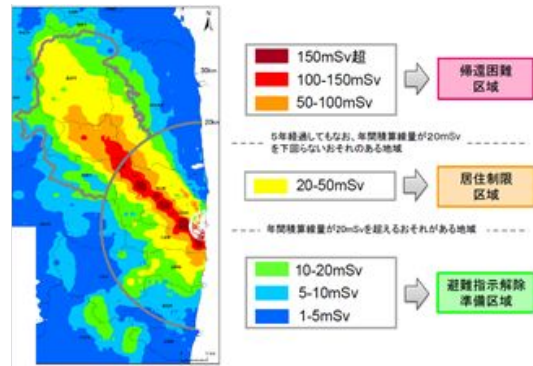 N
30km
20km
150mSv超
100-150mSv
50-100mSv
帰還困難
区域
5年経過してもなお、年間積算線量が20mSv
を下回らないおそれのある地域
20-50mSv
居住制限
区域
年間積算線量が20mSvを超えるおそれがある地域
10-20mSv
5-10mSv
1-5mSv
避難指示解除
準備区域